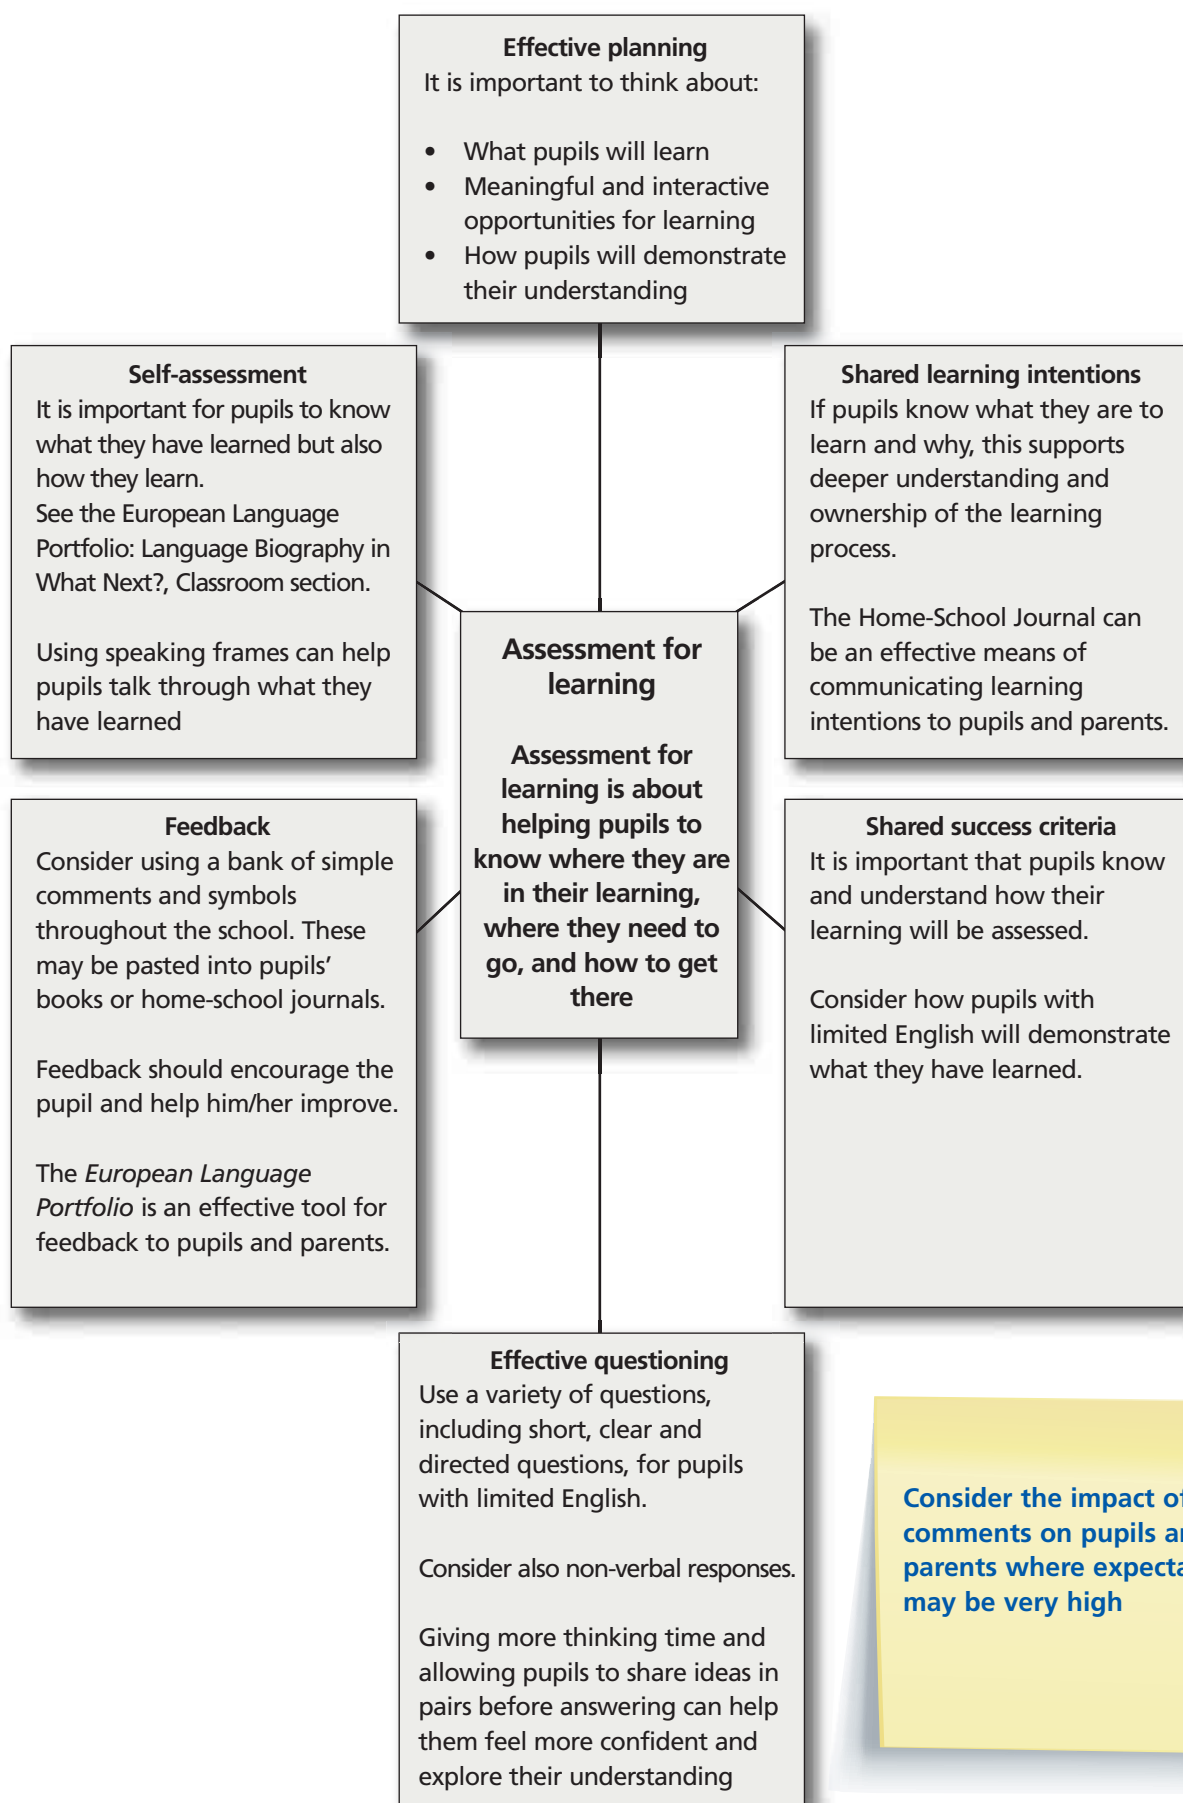 Effective planning
It is important to think about:
• What pupils will learn
• Meaningful and interactive
opportunities for learning
• How pupils will demonstrate
their understanding
Self-assessment
It is important for pupils to know
what they have learned but also
how they learn.
See the European Language
Portfolio: Language Biography in
What Next?, Classroom section.
Using speaking frames can help
pupils talk through what they
have learned
Shared learning intentions
If pupils know what they are to
learn and why, this supports
deeper understanding and
ownership of the learning
process.
The Home-School Journal can
be an effective means of
communicating learning
intentions to pupils and parents.
Assessment for
learning
Assessment for
learning is about
helping pupils to
know where they are
in their learning,
where they need to
go, and how to get
there
Feedback
Consider using a bank of simple
comments and symbols
throughout the school. These
may be pasted into pupils'
books or home-school journals.
Feedback should encourage the
pupil and help him/her improve.
The European Language
Portfolio is an effective tool for
feedback to pupils and parents.
Shared success criteria
It is important that pupils know
and understand how their
learning will be assessed.
Consider how pupils with
limited English will demonstrate
what they have learned.
Effective questioning
Use a variety of questions,
including short, clear and
directed questions, for pupils
with limited English.
Consider also non-verbal responses.
Giving more thinking time and
allowing pupils to share ideas in
pairs before answering can help
them feel more confident and
explore their understanding
Consider the impact of
comments on pupils
parents where
may be very high